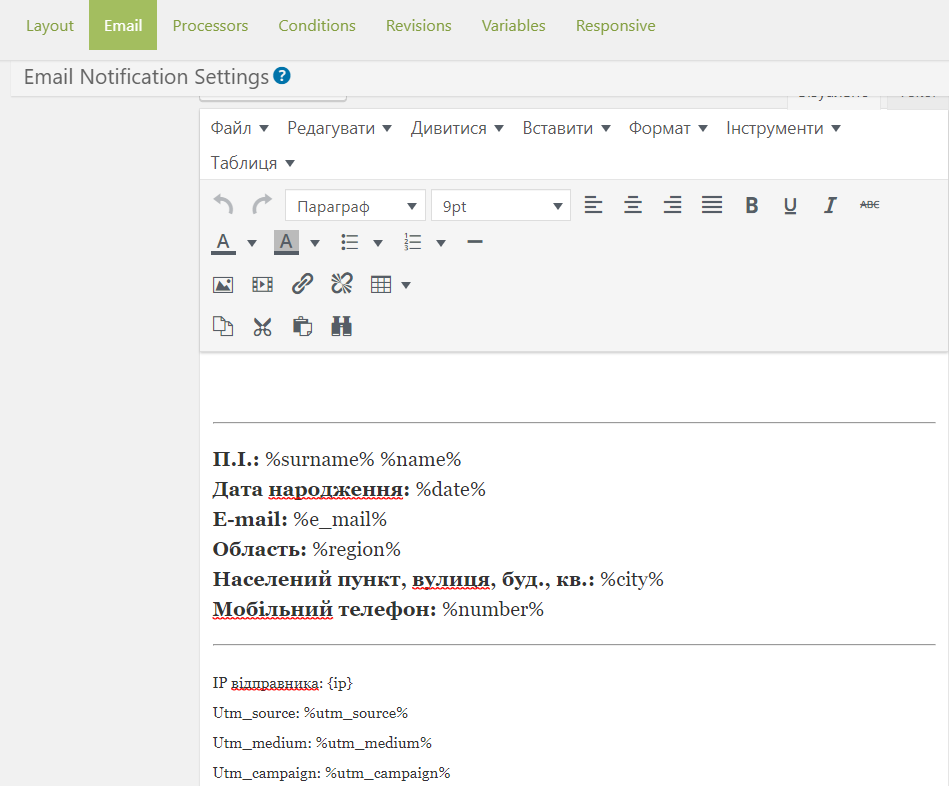 Layout Email Processors Conditions Revisions Variables Responsive
Email Notification Settings ?
Файл Редагувати Дивитися Вставити Формат Інструменти
Таблиця
Параграф 9pt B U I ABC
A A
П.І.: %surname% %name%
Дата народження: %date%
E-mail: %e_mail%
Область: %region%
Населений пункт, вулиця, буд., кв.: %city%
Мобільний телефон: %number%
IP відправника: {ip}
Utm_source: %utm_source%
Utm_medium: %utm_medium%
Utm_campaign: %utm_campaign%